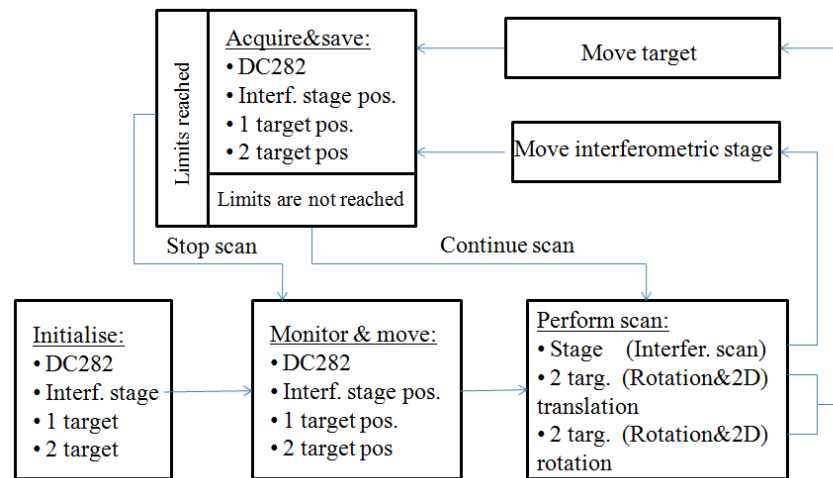 Limits reached
Acquire&save:
• DC282
• Interf. stage pos.
• 1 target pos.
• 2 target pos
Limits are not reached
Move target
Move interferometric stage
Stop scan
Continue scan
Initialise:
• DC282
• Interf. stage
• 1 target
• 2 target
Monitor & move:
• DC282
• Interf. stage pos.
• 1 target pos.
• 2 target pos
Perform scan:
• Stage (Interfer. scan)
• 2 targ. (Rotation&2D)
translation
• 2 targ. (Rotation&2D)
rotation